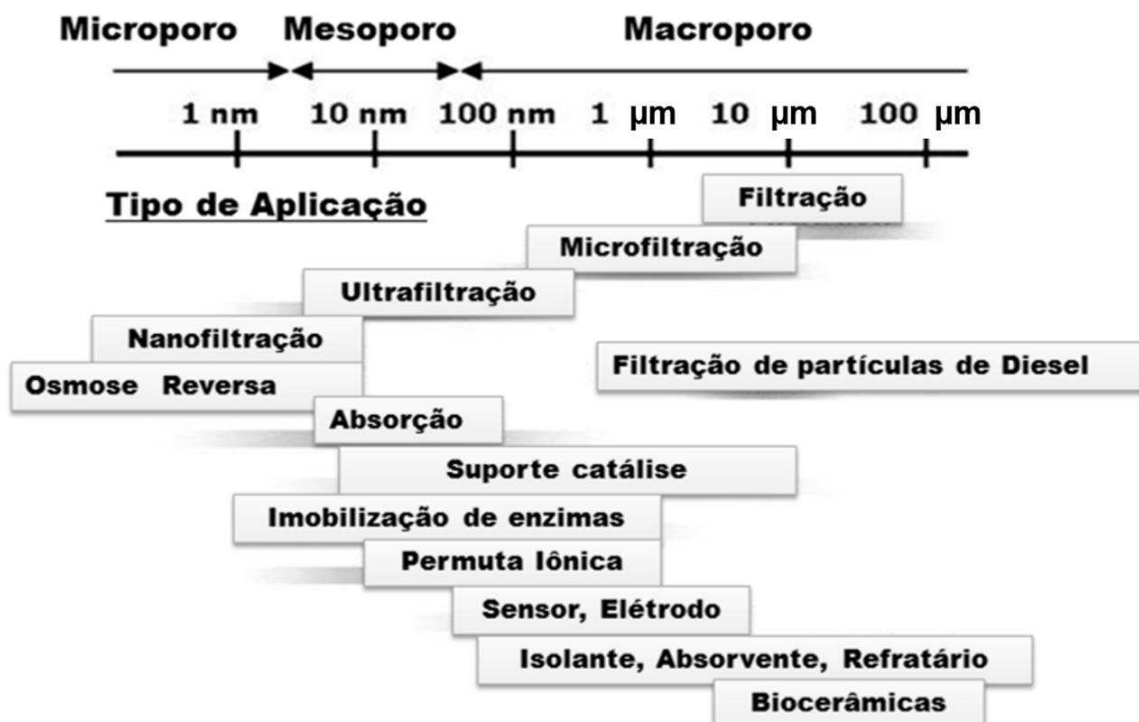 Microporo Mesoporo Macroporo
1 nm 10 nm 100 nm 1 µm 10 µm 100 µm
Tipo de Aplicação
Filtração
Microfiltração
Ultrafiltração
Nanofiltração
Filtração de partículas de Diesel
Osmose Reversa
Absorção
Suporte catálise
Imobilização de enzimas
Permuta Iônica
Sensor, Elétrodo
Isolante, Absorvente, Refratário
Biocerâmicas